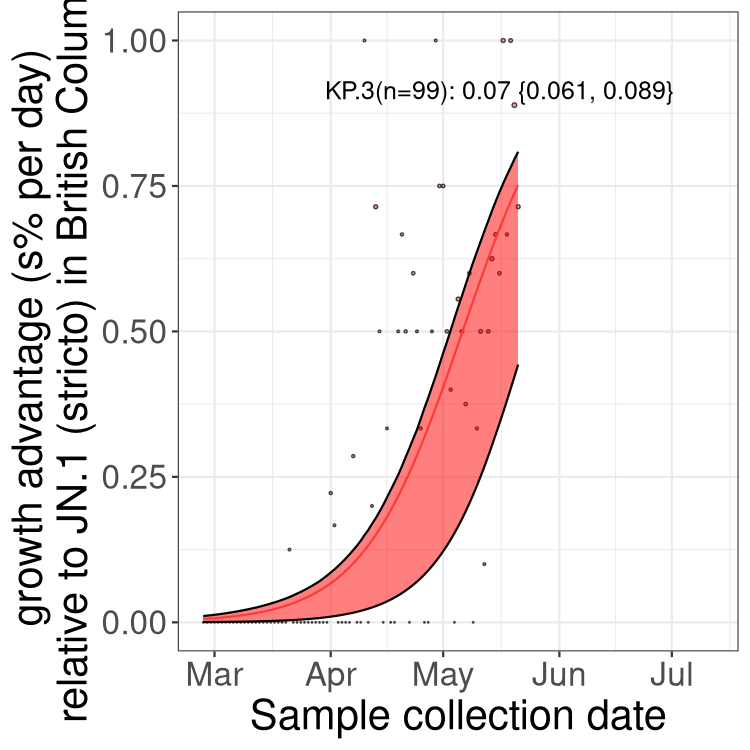 growth advantage (s% per day)
relative to JN.1 (stricto) in British Colum
1.00
0.75
0.50
0.25
0.00
KP.3(n=99): 0.07 {0.061, 0.089}
Mar Apr May Jun Jul
Sample collection date